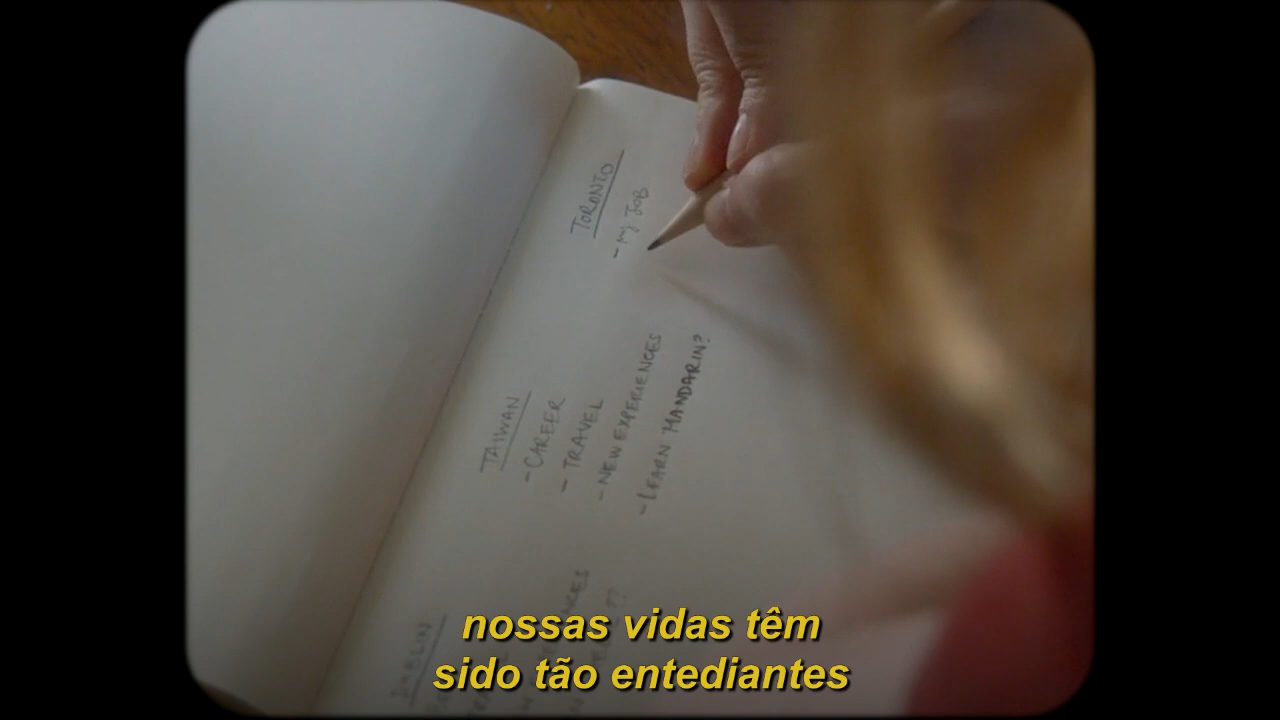 TORONTO
- MY JOB
TAIWAN
- CAREER
- TRAVEL
- NEW EXPERIENCES
- LEARN MANDARIN?
nossas vidas têm
sido tão entediantes